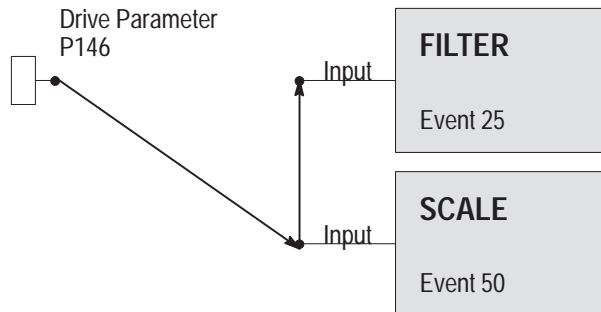 Drive Parameter
P146
Input
FILTER
Event 25
Input
SCALE
Event 50